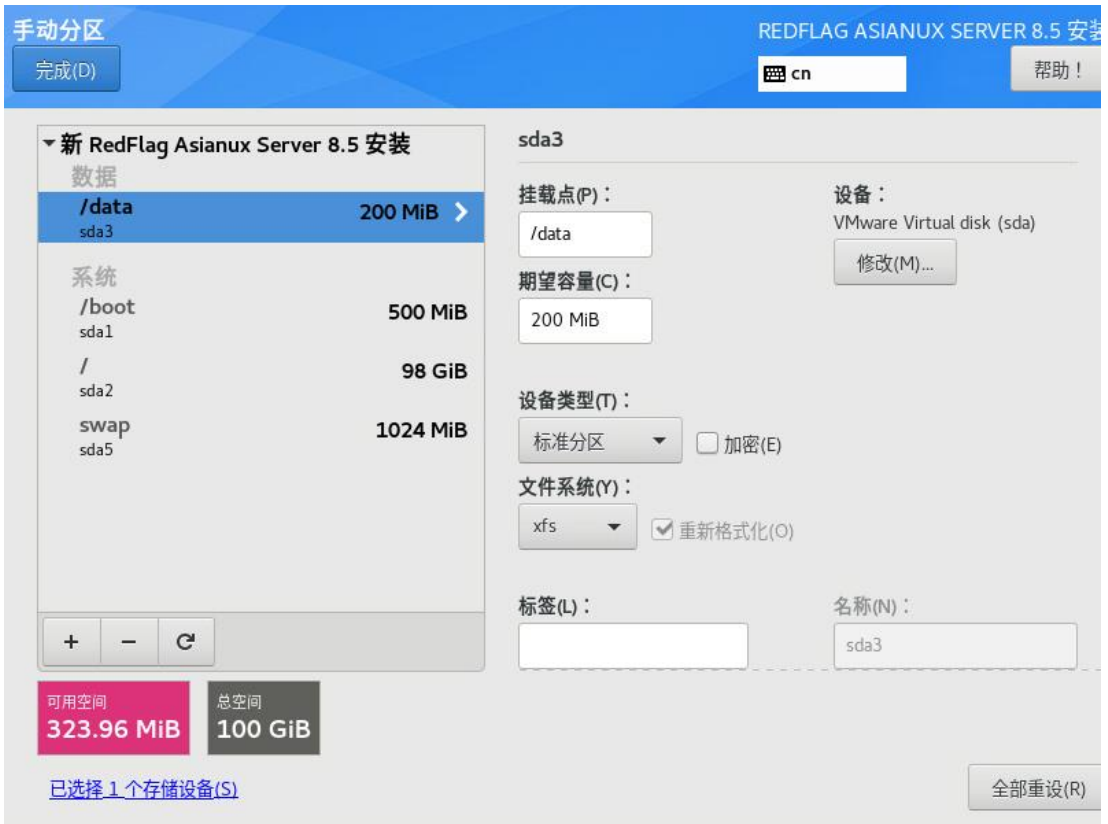 手动分区
完成(D)
REDFLAG ASIANUX SERVER 8.5 安装
cn
帮助！
新 RedFlag Asianux Server 8.5 安装
数据
/data
200 MiB
sda3
系统
/boot
500 MiB
sda1
/
98 GiB
sda2
swap
1024 MiB
sda5
+ −
可用空间
323.96 MiB
总空间
100 GiB
已选择 1 个存储设备(S)
sda3
挂载点(P)：
/data
期望容量(C)：
200 MiB
设备：
VMware Virtual disk (sda)
修改(M)...
设备类型(T)：
标准分区
加密(E)
文件系统(Y)：
xfs
重新格式化(O)
标签(L)：
名称(N)：
sda3
全部重设(R)